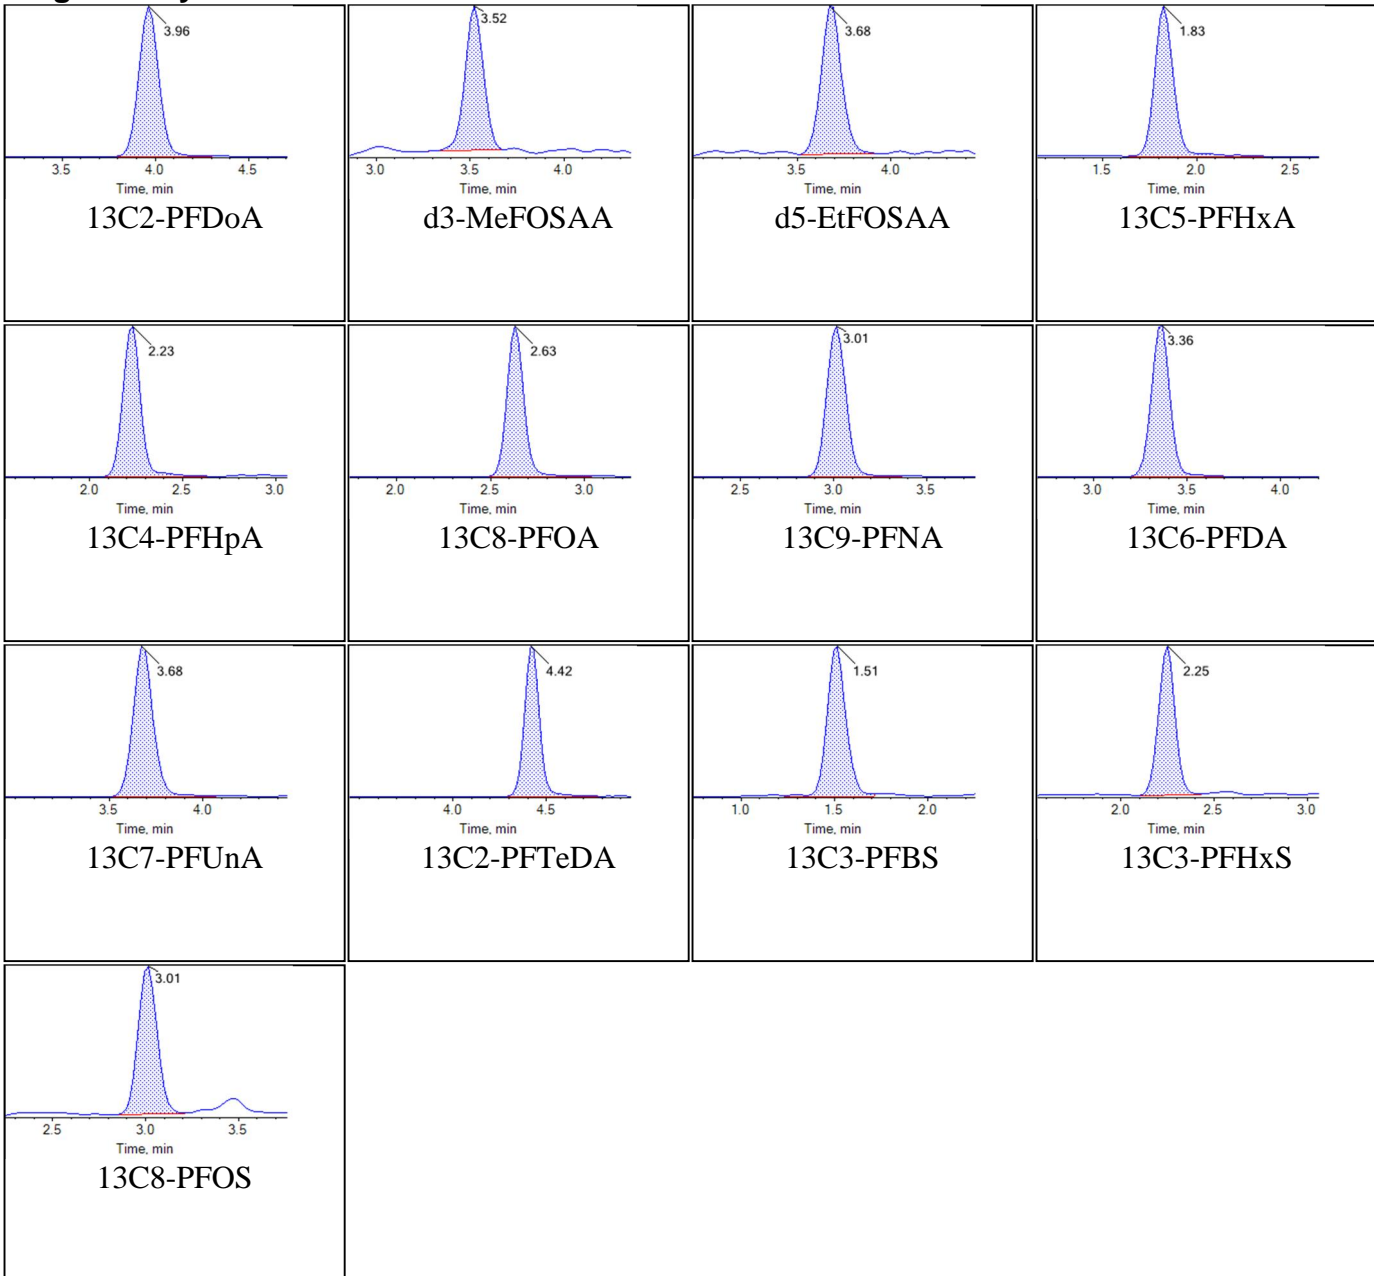 3.96
3.5 4.0 4.5
Time, min
13C2-PFDoA
3.52
3.0 3.5 4.0
Time, min
d3-MeFOSAA
3.68
3.5 4.0
Time, min
d5-EtFOSAA
1.83
1.5 2.0 2.5
Time, min
13C5-PFHxA
2.23
2.0 2.5 3.0
Time, min
13C4-PFHpA
2.63
2.0 2.5 3.0
Time, min
13C8-PFOA
3.01
2.5 3.0 3.5
Time, min
13C9-PFNA
3.36
3.0 3.5 4.0
Time, min
13C6-PFDA
3.68
3.5 4.0
Time, min
13C7-PFUnA
4.42
4.0 4.5
Time, min
13C2-PFTeDA
1.51
1.0 1.5 2.0
Time, min
13C3-PFBS
2.25
2.0 2.5 3.0
Time, min
13C3-PFHxS
3.01
2.5 3.0 3.5
Time, min
13C8-PFOS